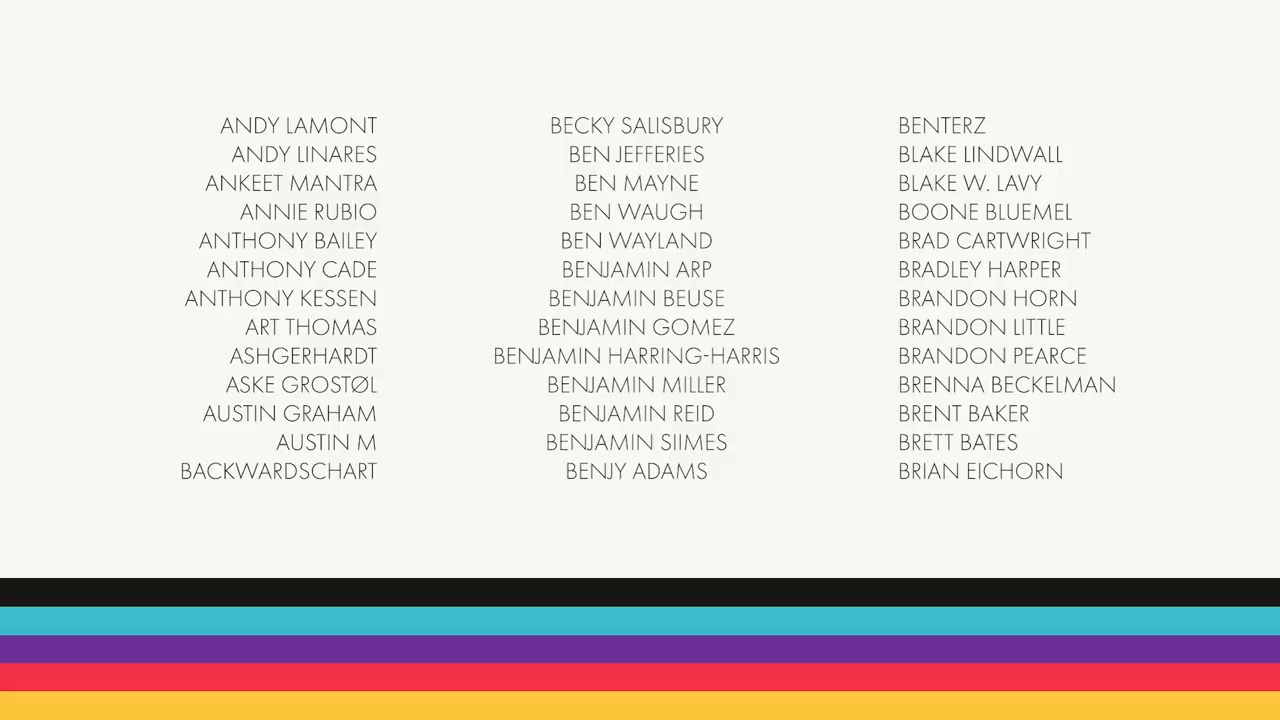 ANDY LAMONT
ANDY LINARES
ANKEET MANTRA
ANNIE RUBIO
ANTHONY BAILEY
ANTHONY CADE
ANTHONY KESSEN
ART THOMAS
ASHGERHARDT
ASKE GROSTØL
AUSTIN GRAHAM
AUSTIN M
BACKWARDSCHART
BECKY SALISBURY
BEN JEFFERIES
BEN MAYNE
BEN WAUGH
BEN WAYLAND
BENJAMIN ARP
BENJAMIN BEUSE
BENJAMIN GOMEZ
BENJAMIN HARRING-HARRIS
BENJAMIN MILLER
BENJAMIN REID
BENJAMIN SIIMES
BENJY ADAMS
BENTERZ
BLAKE LINDWALL
BLAKE W. LAVY
BOONE BLUEMEL
BRAD CARTWRIGHT
BRADLEY HARPER
BRANDON HORN
BRANDON LITTLE
BRANDON PEARCE
BRENNA BECKELMAN
BRENT BAKER
BRETT BATES
BRIAN EICHORN